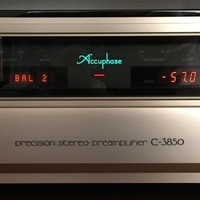 Accuphase
BAL 2
-57.0
precision stereo preamplifier C-3850